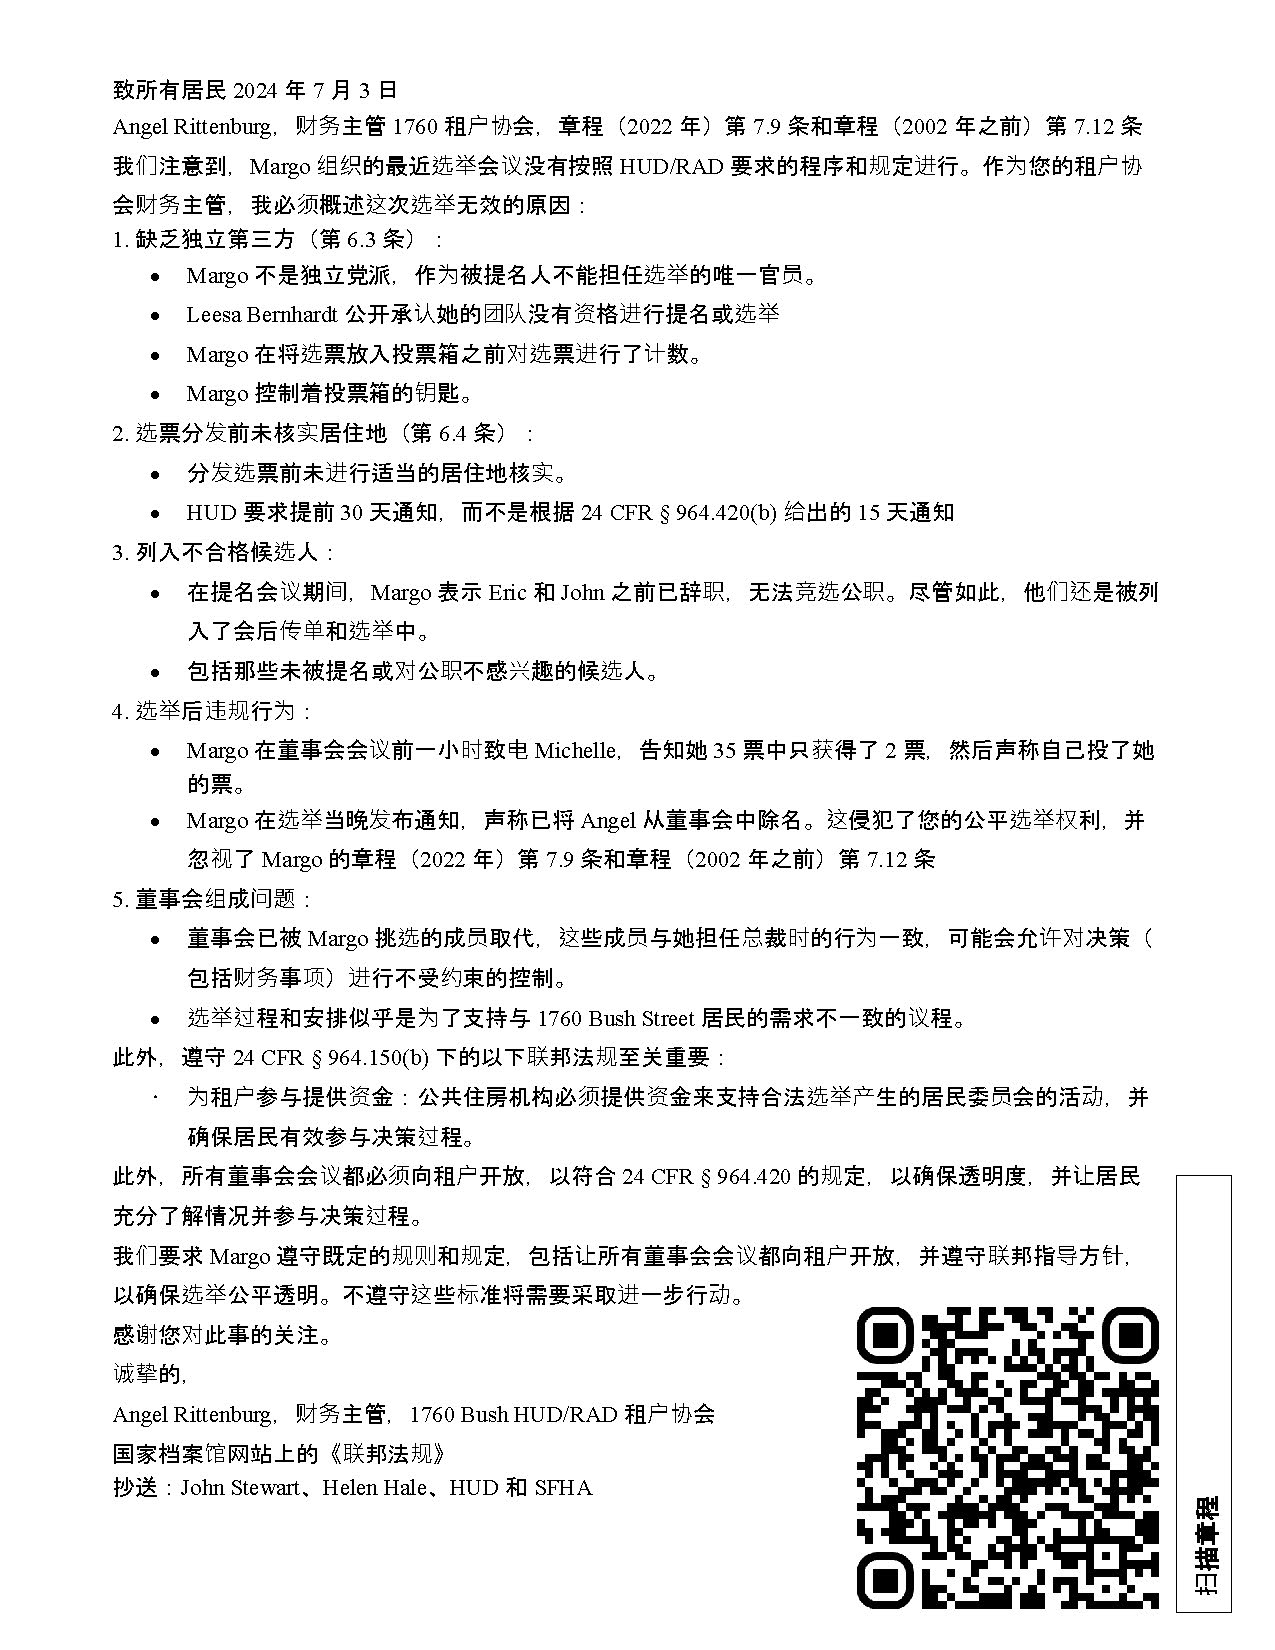 致所有居民 2024 年 7 月 3 日
Angel Rittenburg，财务主管 1760 租户协会，章程（2022 年）第 7.9 条和章程（2002 年之前）第 7.12 条
我们注意到，Margo 组织的最近选举会议没有按照 HUD/RAD 要求的程序和规定进行。作为您的租户协
会财务主管，我必须概述这次选举无效的原因：
1. 缺乏独立第三方（第 6.3 条）：
• Margo 不是独立党派，作为被提名人不能担任选举的唯一官员。
• Leesa Bernhardt 公开承认她的团队没有资格进行提名或选举
• Margo 在将选票放入投票箱之前对选票进行了计数。
• Margo 控制着投票箱的钥匙。
2. 选票分发前未核实居住地（第 6.4 条）：
• 分发选票前未进行适当的居住地核实。
• HUD 要求提前 30 天通知，而不是根据 24 CFR § 964.420(b) 给出的 15 天通知
3. 列入不合格候选人：
• 在提名会议期间，Margo 表示 Eric 和 John 之前已辞职，无法竞选公职。尽管如此，他们还是被列
入了会后传单和选举中。
• 包括那些未被提名或对公职不感兴趣的候选人。
4. 选举后违规行为：
• Margo 在董事会会议前一小时致电 Michelle，告知她 35 票中只获得了 2 票，然后声称自己投了她
的票。
• Margo 在选举当晚发布通知，声称已将 Angel 从董事会中除名。这侵犯了您的公平选举权利，并
忽视了 Margo 的章程（2022 年）第 7.9 条和章程（2002 年之前）第 7.12 条
5. 董事会组成问题：
• 董事会已被 Margo 挑选的成员取代，这些成员与她担任总裁时的行为一致，可能会允许对决策（
包括财务事项）进行不受约束的控制。
• 选举过程和安排似乎是为了支持与 1760 Bush Street 居民的需求不一致的议程。
此外，遵守 24 CFR § 964.150(b) 下的以下联邦法规至关重要：
· 为租户参与提供资金：公共住房机构必须提供资金来支持合法选举产生的居民委员会的活动，并
确保居民有效参与决策过程。
此外，所有董事会会议都必须向租户开放，以符合 24 CFR § 964.420 的规定，以确保透明度，并让居民
充分了解情况并参与决策过程。
我们要求 Margo 遵守既定的规则和规定，包括让所有董事会会议都向租户开放，并遵守联邦指导方针，
以确保选举公平透明。不遵守这些标准将需要采取进一步行动。
感谢您对此事的关注。
诚挚的，
Angel Rittenburg，财务主管，1760 Bush HUD/RAD 租户协会
国家档案馆网站上的《联邦法规》
抄送：John Stewart、Helen Hale、HUD 和 SFHA
扫描章程